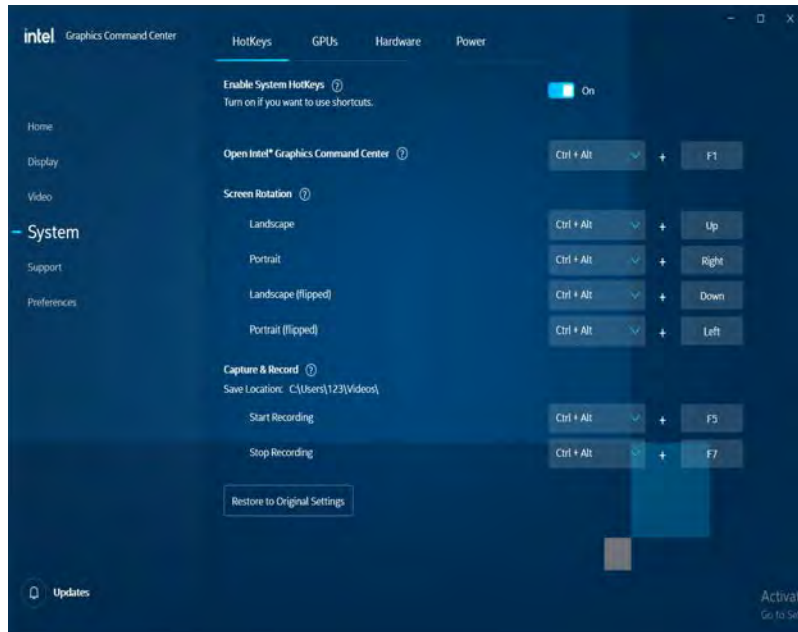 intel Graphics Command Center
HotKeys GPUs Hardware Power
Enable System HotKeys ?
Turn on if you want to use shortcuts.
On
Home
Display
Video
System
Support
Preferences
Open Intel® Graphics Command Center ?
Ctrl + Alt + F1
Screen Rotation ?
Landscape Ctrl + Alt + Up
Portrait Ctrl + Alt + Right
Landscape (flipped) Ctrl + Alt + Down
Portrait (flipped) Ctrl + Alt + Left
Capture & Record ?
Save Location: C:\Users\123\Videos\
Start Recording Ctrl + Alt + F5
Stop Recording Ctrl + Alt + F7
Restore to Original Settings
Updates
Activa
Go to Se